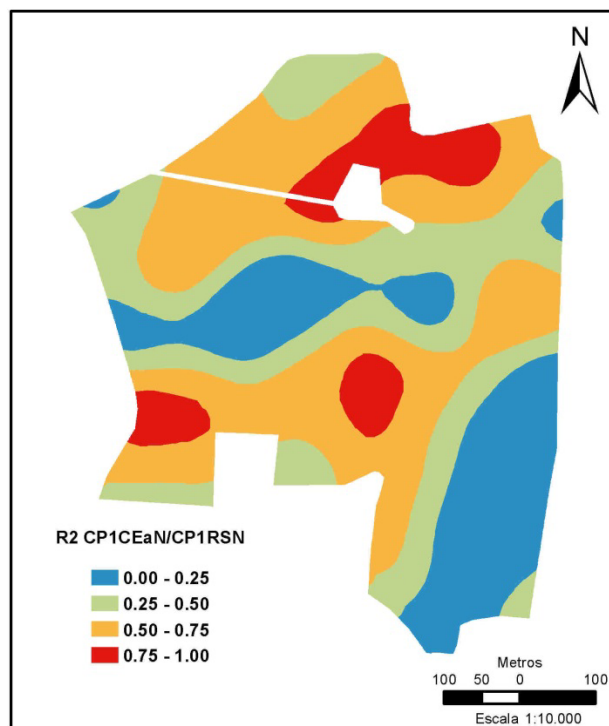 N
R2 CP1CEaN/CP1RSN
0.00 - 0.25
0.25 - 0.50
0.50 - 0.75
0.75 - 1.00
Metros
100 50 0 100
Escala 1:10.000